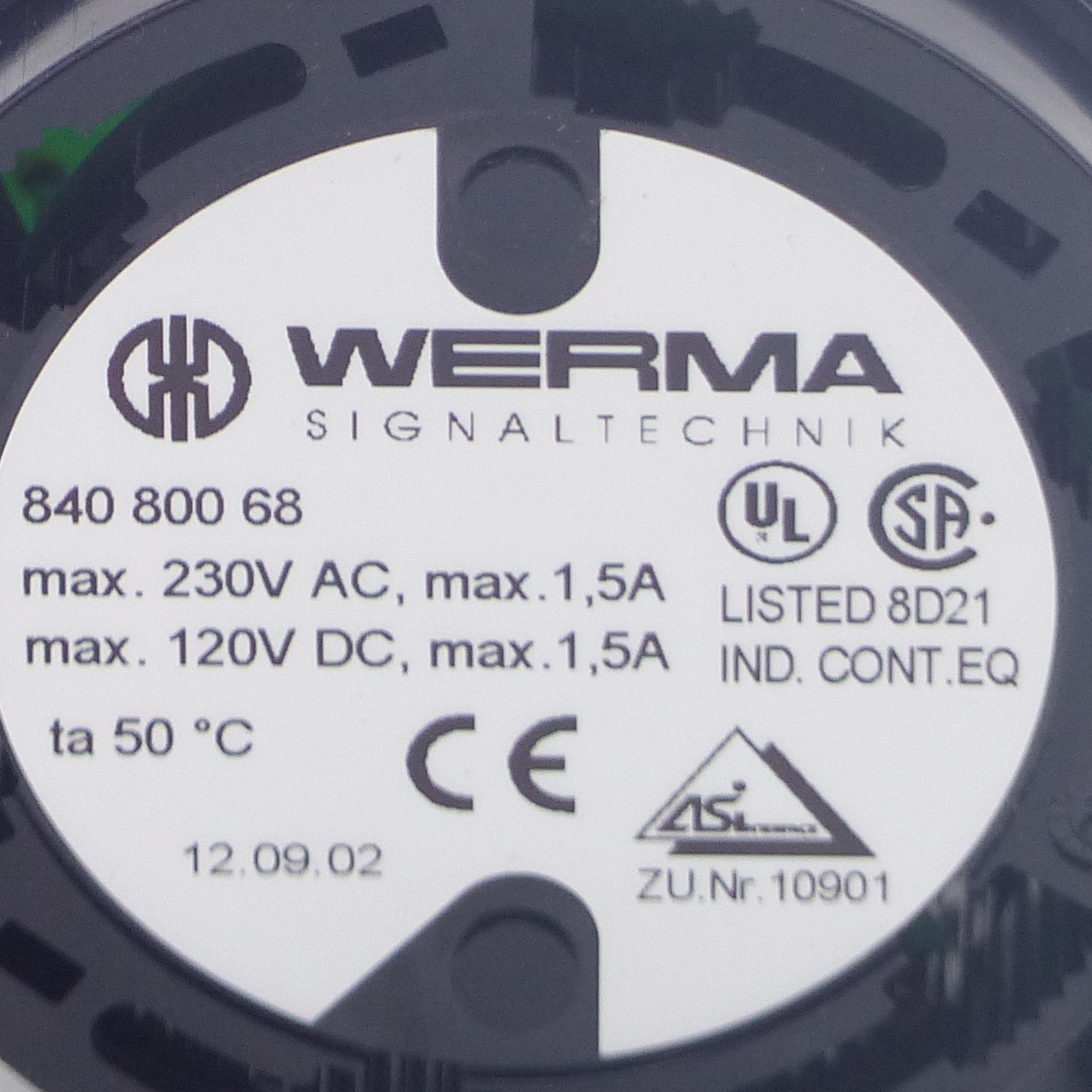 WERMA
SIGNALTECHNIK
840 800 68
max. 230V AC, max.1,5A
max. 120V DC, max.1,5A
ta 50 °C
CE
12.09.02
UL
SA
LISTED 8D21
IND. CONT.EQ
ASi
ZU.Nr.10901